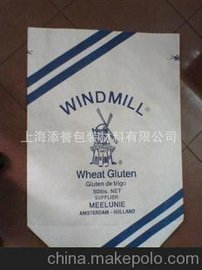 WINDMILL®
上海添誉包装材料有限公司
Wheat Gluten
Gluten de trigo
50lbs. NET
SUPPLIER
MEELUNIE
AMSTERDAM - HOLLAND
china.makepolo.com